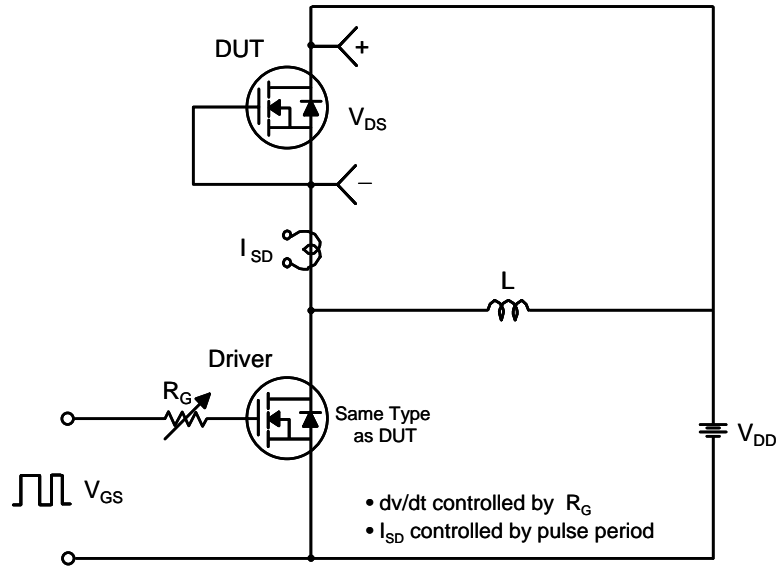 DUT
+
V_DS
–
I_SD
L
Driver
R_G
Same Type
as DUT
V_DD
V_GS
• dv/dt controlled by R_G
• I_SD controlled by pulse period